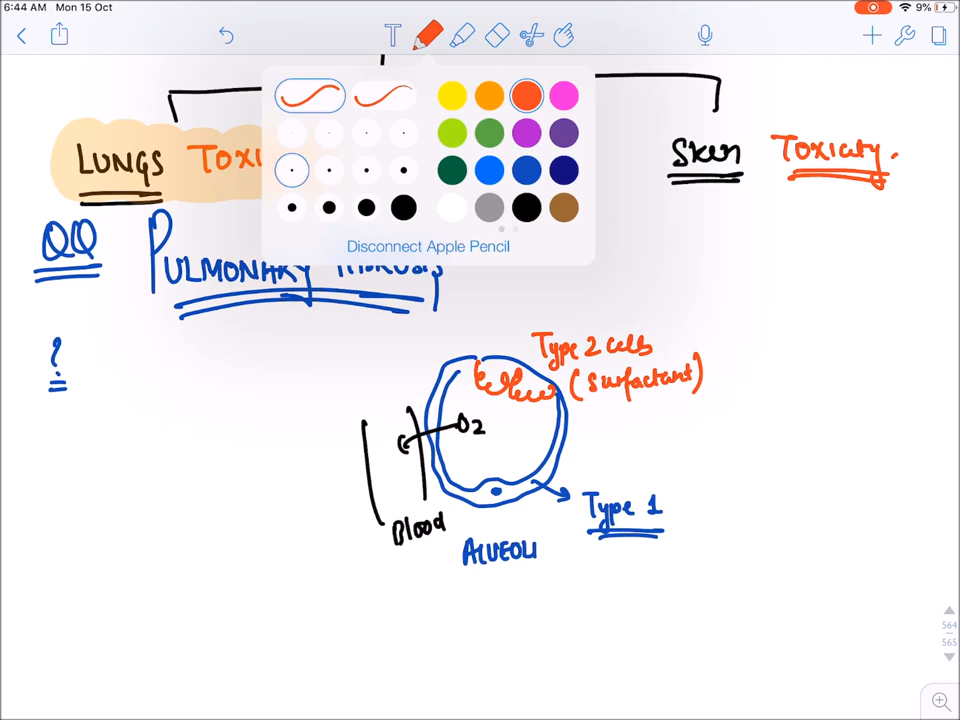 6:44 AM Mon 15 Oct
9%
T
LUNGS TOXI
Skin Toxicity.
Disconnect Apple Pencil
QQ PULMONARY
?
Type 2 cells
(Surfactant)
O2
Blood
Type 1
ALVEOLI
564
565